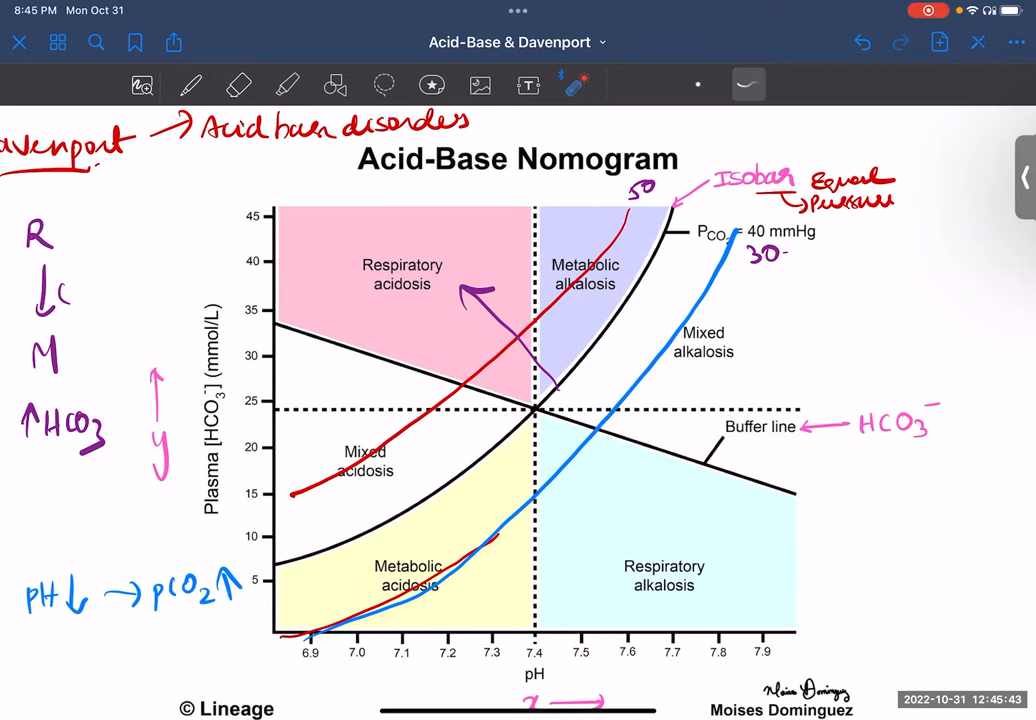 8:45 PM Mon Oct 31
Acid-Base & Davenport
avenport → Acid base disorders
Acid-Base Nomogram
Isobar Equal
→ Pressure
50
PCO₂ = 40 mmHg
30
Plasma [HCO₃⁻] (mmol/L)
45
40
35
30
25
20
15
10
5
Respiratory
acidosis
Metabolic
alkalosis
Mixed
alkalosis
Mixed
acidosis
Buffer line ← HCO₃⁻
Metabolic
acidosis
Respiratory
alkalosis
R
↓ C
M
↑HCO₃
y
pH↓ → pCO₂↑
6.9 7.0 7.1 7.2 7.3 7.4 7.5 7.6 7.7 7.8 7.9
pH
x →
© Lineage
Moises Dominguez
Moises Dominguez
2022-10-31 12:45:43